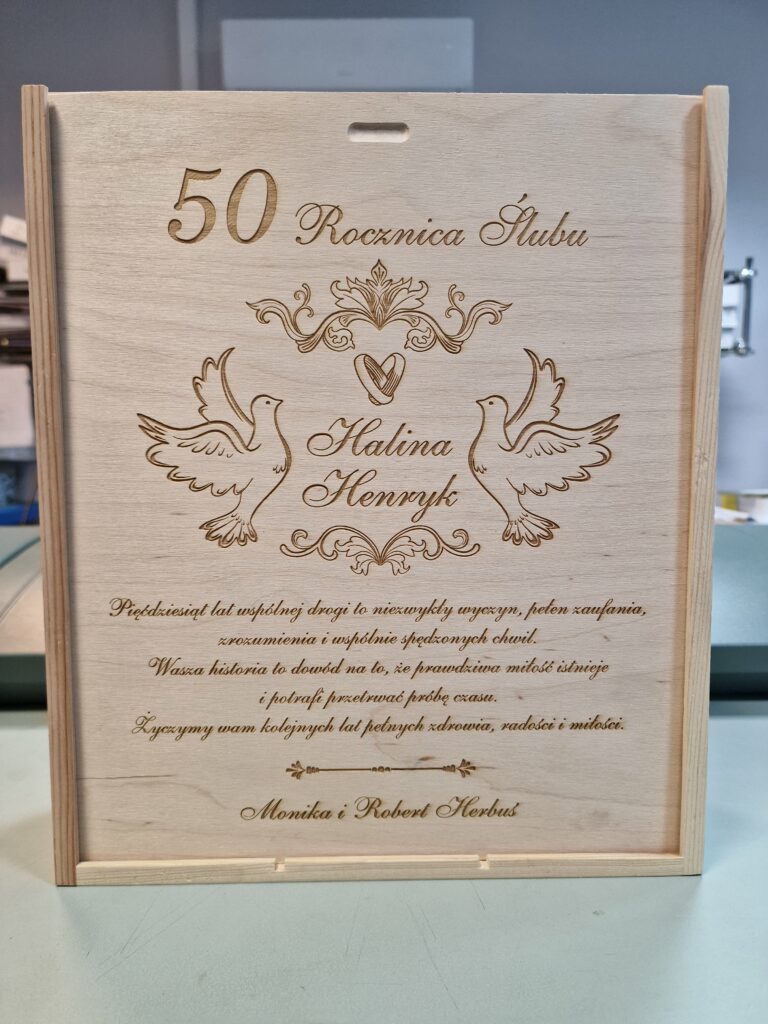 50 Rocznica Ślubu
Halina
Henryk
Pięćdziesiąt lat wspólnej drogi to niezwykły wyczyn, pełen zaufania,
zrozumienia i wspólnie spędzonych chwil.
Wasza historia to dowód na to, że prawdziwa miłość istnieje
i potrafi przetrwać próbę czasu.
Życzymy wam kolejnych lat pełnych zdrowia, radości i miłości.
Monika i Robert Herbuś